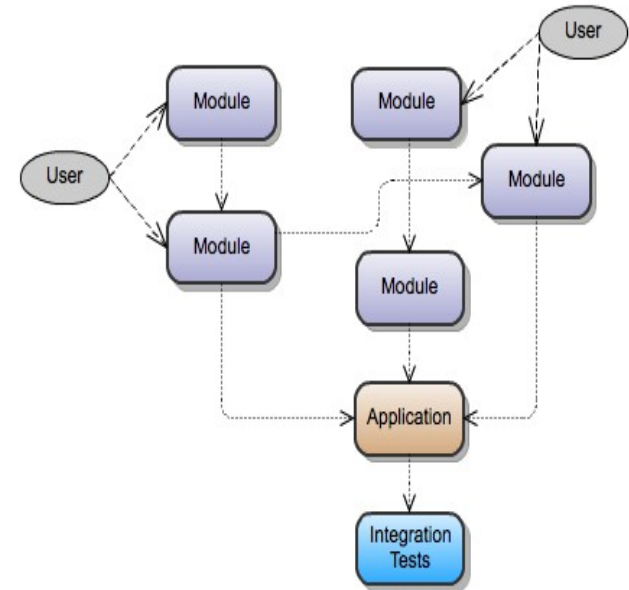 User
Module
Module
Module
User
Module
Module
Application
Integration
Tests